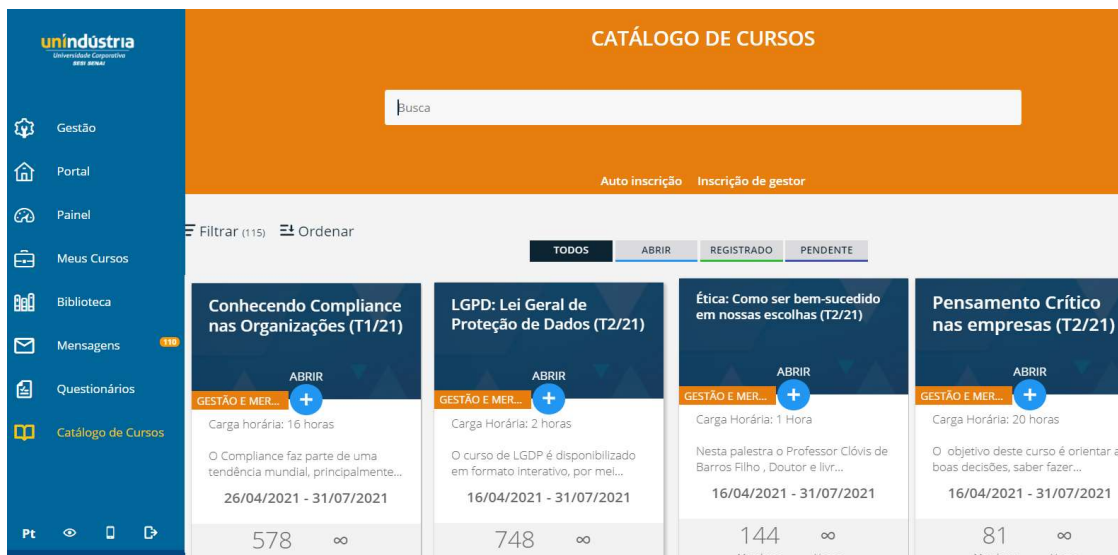 unindústria
Universidade Corporativa
SESI SENAI
Gestão
Portal
Painel
Meus Cursos
Biblioteca
Mensagens
110
Questionários
Catálogo de Cursos
Pt
CATÁLOGO DE CURSOS
Busca
Auto inscrição Inscrição de gestor
Filtrar (115) Ordenar
TODOS ABRIR REGISTRADO PENDENTE
Conhecendo Compliance
nas Organizações (T1/21)
ABRIR
GESTÃO E MER...
Carga horária: 16 horas
O Compliance faz parte de uma
tendência mundial, principalmente...
26/04/2021 - 31/07/2021
578 ∞
LGPD: Lei Geral de
Proteção de Dados (T2/21)
ABRIR
GESTÃO E MER...
Carga Horária: 2 horas
O curso de LGDP é disponibilizado
em formato interativo, por mei...
16/04/2021 - 31/07/2021
748 ∞
Ética: Como ser bem-sucedido
em nossas escolhas (T2/21)
ABRIR
GESTÃO E MER...
Carga Horária: 1 Hora
Nesta palestra o Professor Clóvis de
Barros Filho , Doutor e livr...
16/04/2021 - 31/07/2021
144 ∞
Pensamento Crítico
nas empresas (T2/21)
ABRIR
GESTÃO E MER...
Carga Horária: 20 horas
O objetivo deste curso é orientar a
boas decisões, saber fazer...
16/04/2021 - 31/07/2021
81 ∞